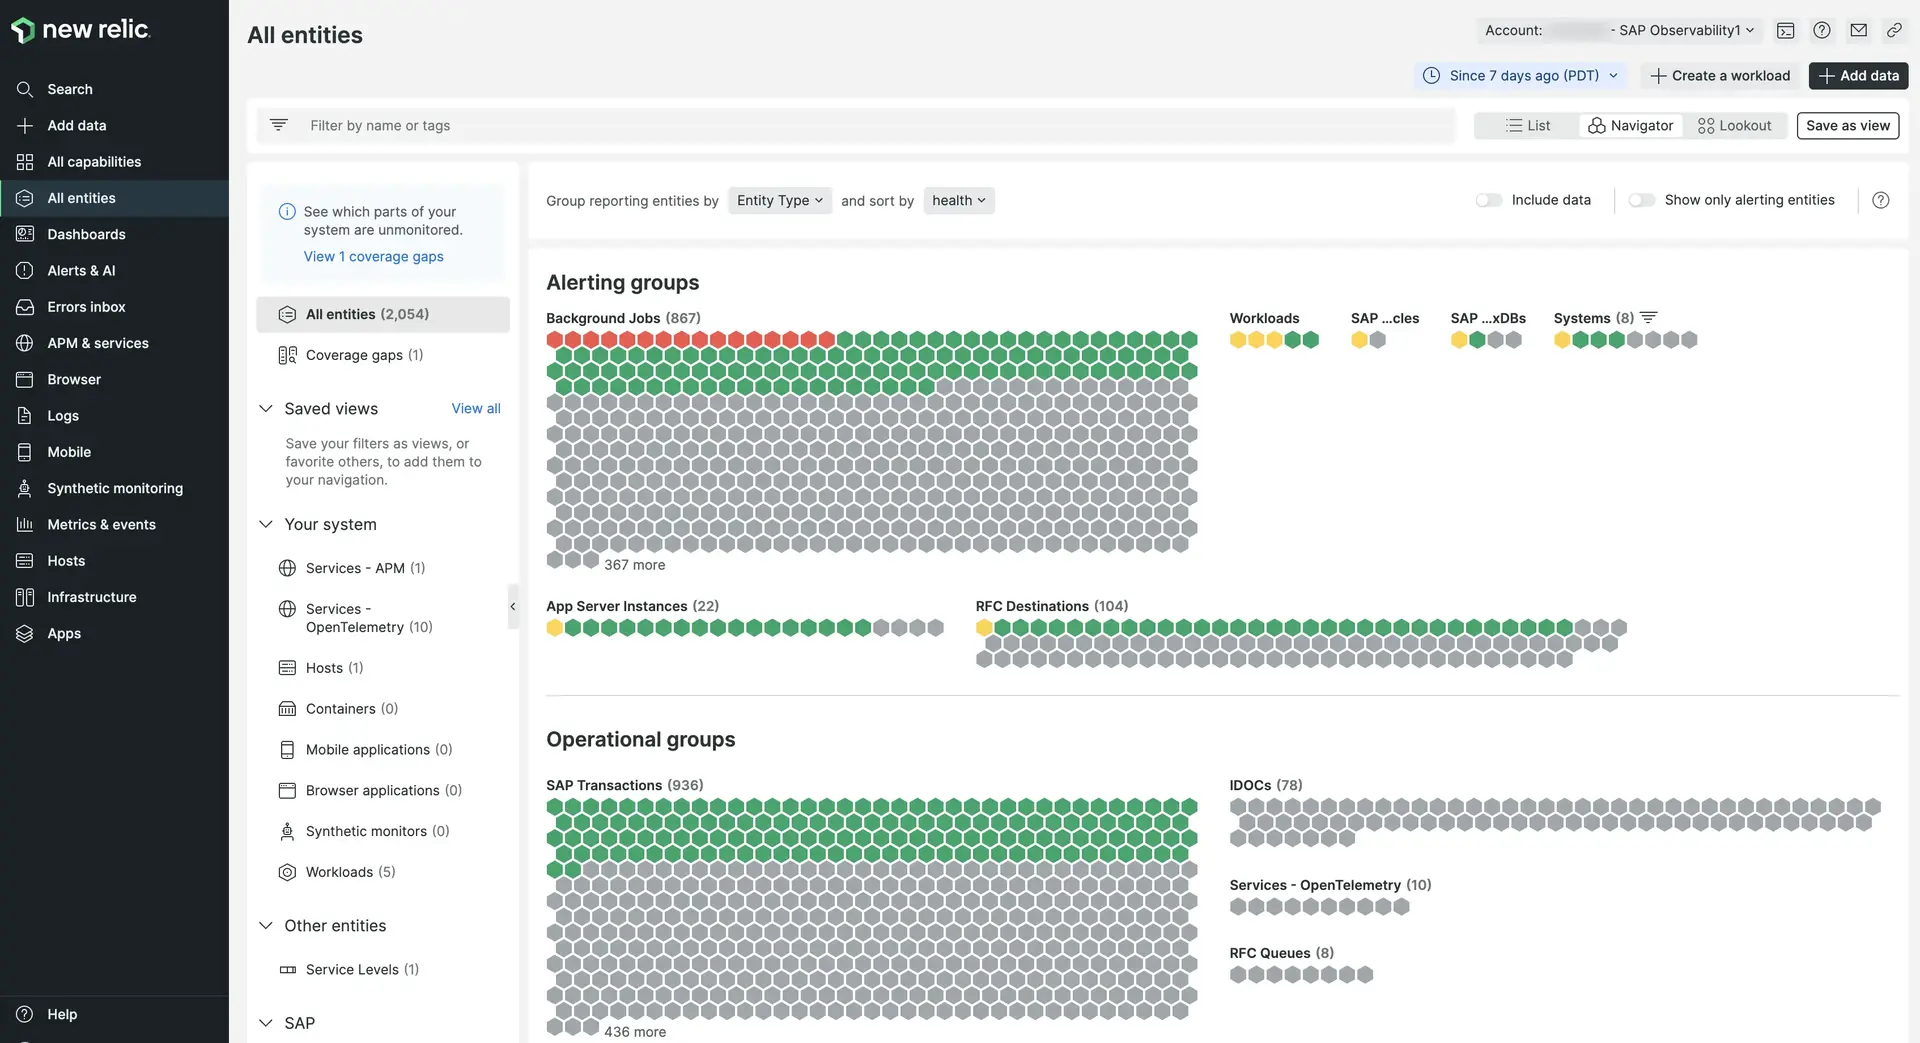 new relic.
Search
Add data
All capabilities
All entities
Dashboards
Alerts & AI
Errors inbox
APM & services
Browser
Logs
Mobile
Synthetic monitoring
Metrics & events
Hosts
Infrastructure
Apps
Help
All entities
Account: - SAP Observability1
Since 7 days ago (PDT)
Create a workload
Add data
Filter by name or tags
List
Navigator
Lookout
Save as view
See which parts of your
system are unmonitored.
View 1 coverage gaps
All entities (2,054)
Coverage gaps (1)
Saved views
View all
Save your filters as views, or
favorite others, to add them to
your navigation.
Your system
Services - APM (1)
Services -
OpenTelemetry (10)
Hosts (1)
Containers (0)
Mobile applications (0)
Browser applications (0)
Synthetic monitors (0)
Workloads (5)
Other entities
Service Levels (1)
SAP
Group reporting entities by Entity Type and sort by health
Include data
Show only alerting entities
Alerting groups
Background Jobs (867)
367 more
Workloads
SAP ...cles
SAP ...xDBs
Systems (8)
App Server Instances (22)
RFC Destinations (104)
Operational groups
SAP Transactions (936)
436 more
IDOCs (78)
Services - OpenTelemetry (10)
RFC Queues (8)